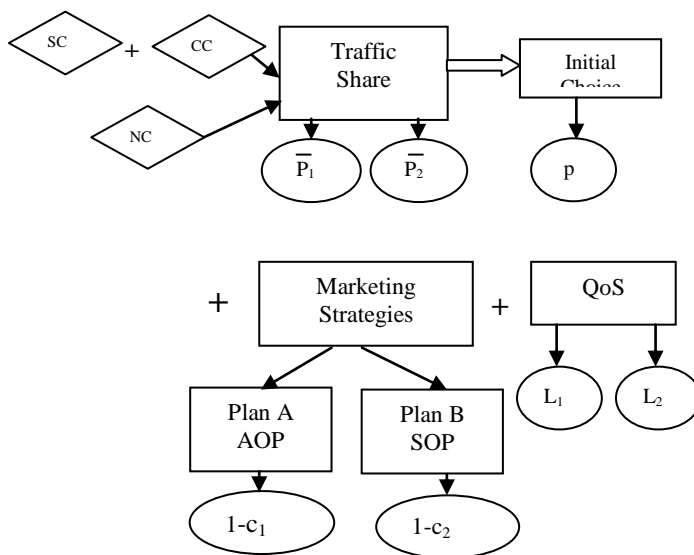 SC + CC
Traffic
Share
Initial
Choice
NC
P̅₁ P̅₂
p
+ Marketing
Strategies
+ QoS
L₁ L₂
Plan A
AOP
Plan B
SOP
1-c₁ 1-c₂